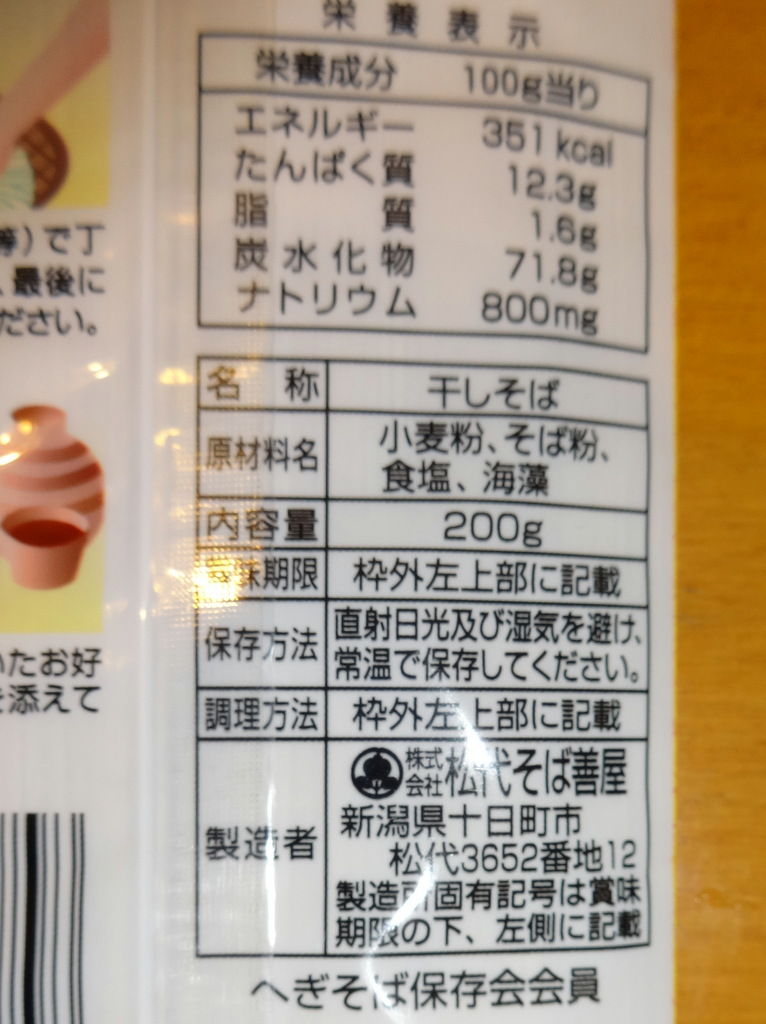 等)で丁
、最後に
ださい。
いたお好
を添えて
栄養表示
栄養成分 100g当り
エネルギー 351kcal
たんぱく質 12.3g
脂質 1.6g
炭水化物 71.8g
ナトリウム 800mg
名称 干しそば
原材料名 小麦粉、そば粉、
食塩、海藻
内容量 200g
賞味期限 枠外左上部に記載
保存方法 直射日光及び湿気を避け、
常温で保存してください。
調理方法 枠外左上部に記載
製造者 株式会社 松代そば善屋
新潟県十日町市
松代3652番地12
製造所固有記号は賞味
期限の下、左側に記載
へぎそば保存会会員